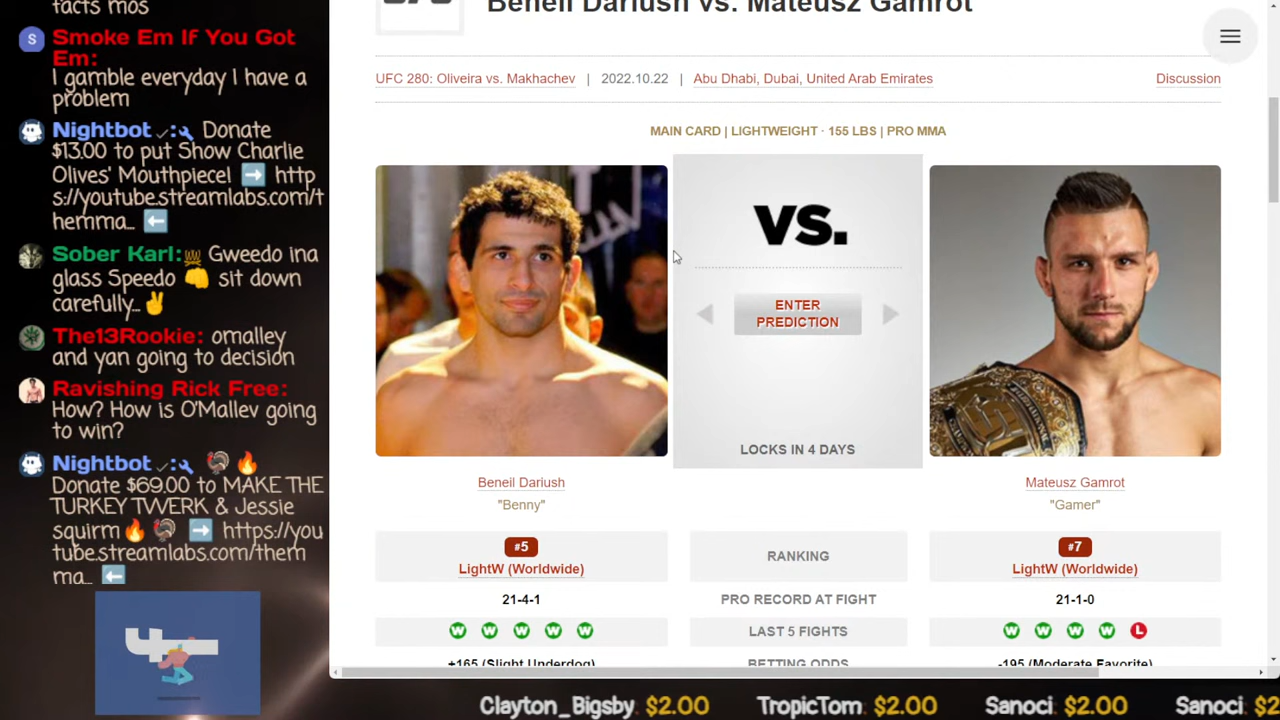 facts mos
S
Smoke Em If You Got
Em:
I gamble everyday I have a
problem
Nightbot Donate
$13.00 to put Show Charlie
Olives' Mouthpiece! ➡️ http
s://youtube.streamlabs.com/t
hemma... ⬅️
Sober Karl: Gweedo ina
glass Speedo 👊 sit down
carefully...✌️
The13Rookie: omalley
and yan going to decision
Ravishing Rick Free:
How? How is O'Malley going
to win?
Nightbot 🦃🔥
Donate $69.00 to MAKE THE
TURKEY TWERK & Jessie
squirm🔥🦃 ➡️ https://you
tube.streamlabs.com/them
ma... ⬅️
Beneil Dariush vs. Mateusz Gamrot
UFC 280: Oliveira vs. Makhachev | 2022.10.22 | Abu Dhabi, Dubai, United Arab Emirates Discussion
MAIN CARD | LIGHTWEIGHT · 155 LBS | PRO MMA
VS.
ENTER
PREDICTION
LOCKS IN 4 DAYS
Beneil Dariush Mateusz Gamrot
"Benny" "Gamer"
#5 RANKING #7
LightW (Worldwide) LightW (Worldwide)
21-4-1 PRO RECORD AT FIGHT 21-1-0
W W W W W LAST 5 FIGHTS W W W W L
+165 (Slight Underdog) BETTING ODDS -195 (Moderate Favorite)
Clayton_Bigsby $2.00 TropicTom $2.00 Sanoci $2.00 Sanoci $2